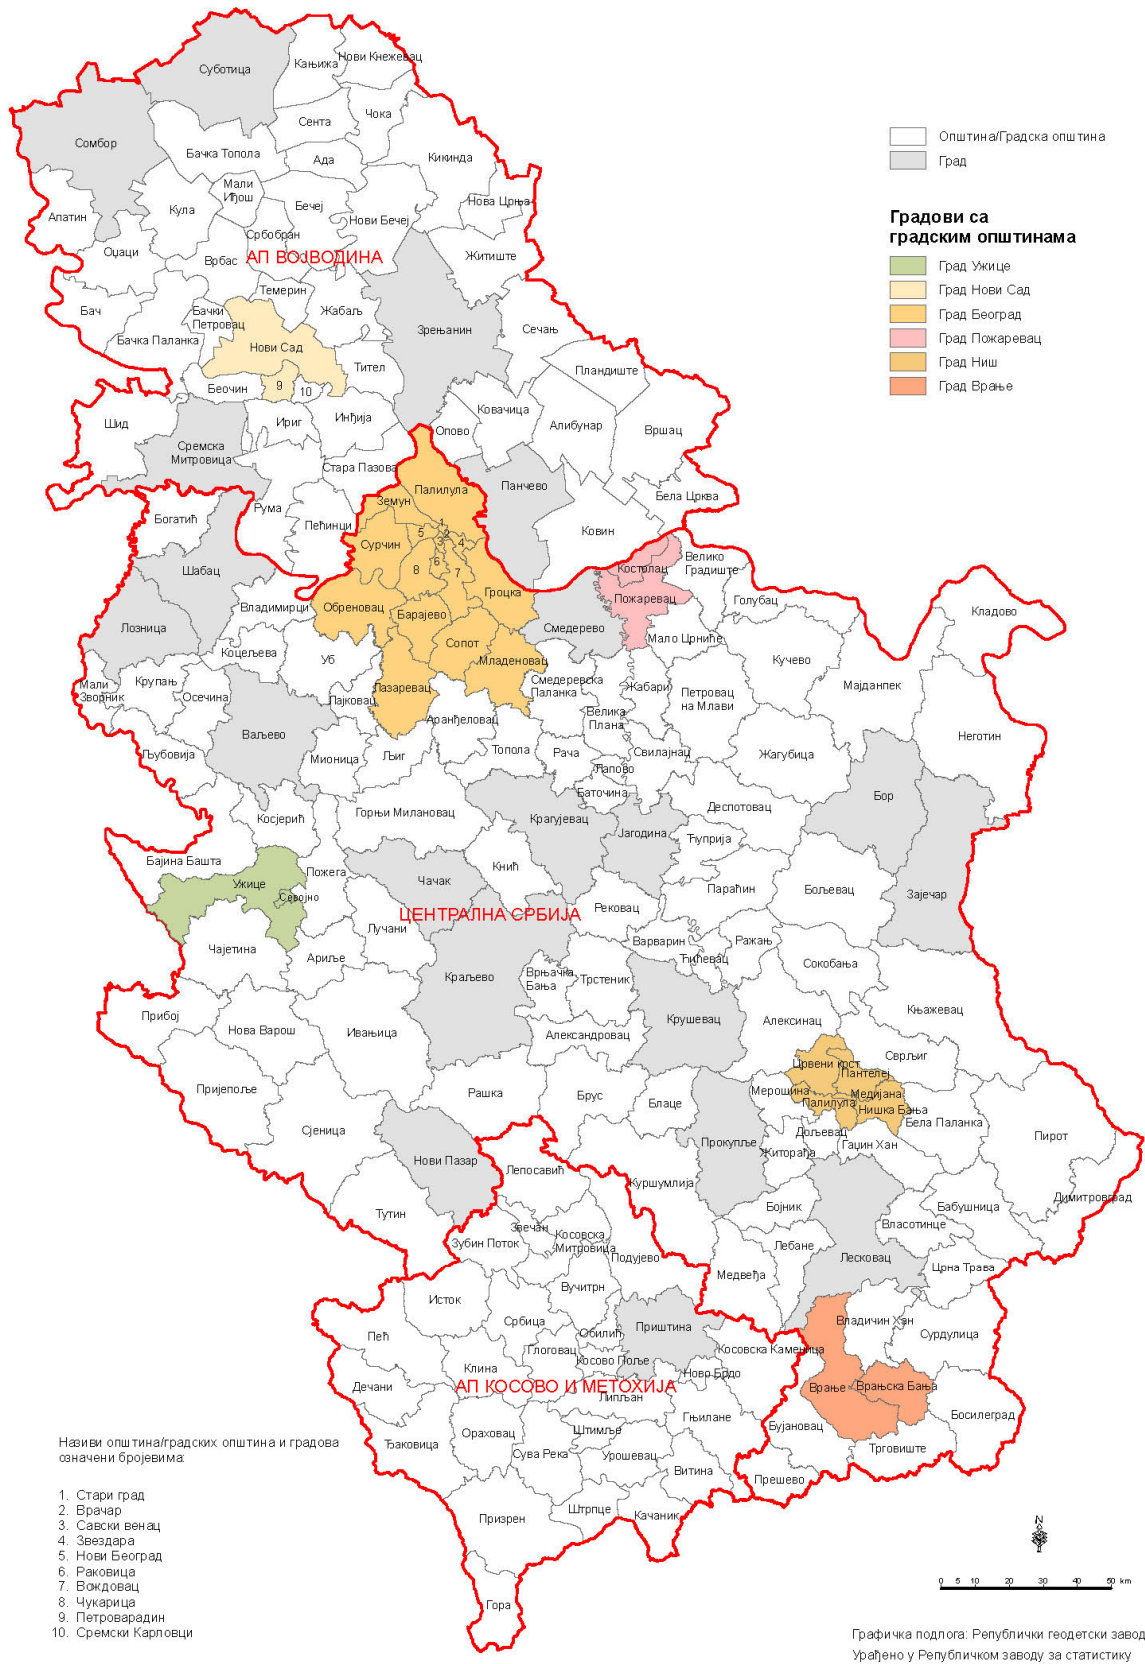 Суботица
Кањижа
Нови Кнежевац
Сомбор
Сента
Чока
Бачка Топола
Ада
Кикинда
Мали
Иђош
Апатин
Кула
Бечеј
Нови Бечеј
Нова Црња
Србобран
Оџаци
Врбас
АП ВОЈВОДИНА
Житиште
Темерин
Бач
Бачки
Петровац
Жабаљ
Зрењанин
Сечањ
Бачка Паланка
Нови Сад
Тител
Пландиште
Беочин
9
10
Ковачица
Шид
Ириг
Инђија
Опово
Алибунар
Вршац
Сремска
Митровица
Стара Пазова
Палилула
Панчево
Бела Црква
Земун
Рума
Богатић
Пећинци
Ковин
1
2
3
4
5
6
7
8
Сурчин
Шабац
Костолац
Велико
Градиште
Гроцка
Пожаревац
Голубац
Кладово
Владимирци
Обреновац
Барајево
Лозница
Смедерево
Сопот
Мало Црниће
Коцељева
Уб
Младеновац
Кучево
Мали
Зворник
Крупањ
Осечина
Лазаревац
Смедеревска
Паланка
Жабари
Петровац
на Млави
Мајданпек
Лајковац
Аранђеловац
Велика
Плана
Ваљево
Неготин
Љубовија
Мионица
Љиг
Топола
Рача
Свилајнац
Жагубица
Лапово
Баточина
Бор
Косјерић
Горњи Милановац
Крагујевац
Деспотовац
Јагодина
Ћуприја
Бајина Башта
Пожега
Кнић
Ужице
Севојно
Чачак
Параћин
Бољевац
Зајечар
ЦЕНТРАЛНА СРБИЈА
Рековац
Лучани
Чајетина
Ариље
Варварин
Ражањ
Ћићевац
Сокобања
Краљево
Врњачка
Бања
Трстеник
Прибој
Нова Варош
Ивањица
Крушевац
Алексинац
Књажевац
Александровац
Сврљиг
Црвени крст
Пантелеј
Пријепоље
Рашка
Брус
Блаце
Мерошина
Медијана
Палилула
Нишка Бања
Бела Паланка
Сјеница
Дољевац
Гаџин Хан
Пирот
Прокупље
Житорађа
Нови Пазар
Лепосавић
Куршумлија
Димитровград
Тутин
Бојник
Бабушница
Звечан
Власотинце
Зубин Поток
Косовска
Митровица
Лебане
Подујево
Лесковац
Медвеђа
Црна Трава
Вучитрн
Исток
Србица
Приштина
Владичин Хан
Сурдулица
Пећ
Обилић
Глоговац
Косово Поље
Косовска Каменица
Клина
Ново Брдо
Дечани
АП КОСОВО И МЕТОХИЈА
Врање
Врањска Бања
Липљан
Гњилане
Босилеград
Бујановац
Ораховац
Штимље
Ђаковица
Сува Река
Урошевац
Трговиште
Витина
Прешево
Призрен
Штрпце
Качаник
Гора
Општина/Градска општина
Град
Градови са
градским општинама
Град Ужице
Град Нови Сад
Град Београд
Град Пожаревац
Град Ниш
Град Врање
Називи општина/градских општина и градова
означени бројевима:
1. Стари град
2. Врачар
3. Савски венац
4. Звездара
5. Нови Београд
6. Раковица
7. Вождовац
8. Чукарица
9. Петроварадин
10. Сремски Карловци
N
0 5 10 20 30 40 50 km
Графичка подлога: Републички геодетски завод
Урађено у Републичком заводу за статистику